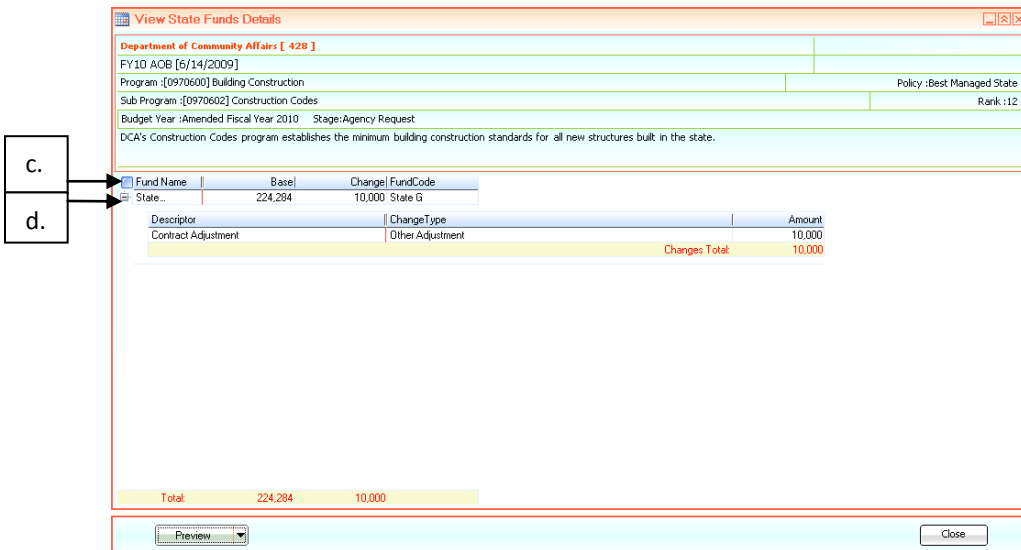 View State Funds Details
Department of Community Affairs [ 428 ]
FY10 AOB [6/14/2009]
Program :[0970600] Building Construction Policy :Best Managed State
Sub Program :[0970602] Construction Codes Rank :12
Budget Year :Amended Fiscal Year 2010 Stage:Agency Request
DCA's Construction Codes program establishes the minimum building construction standards for all new structures built in the state.
c.
Fund Name Base Change FundCode
d.
State... 224,284 10,000 State G
Descriptor ChangeType Amount
Contract Adjustment Other Adjustment 10,000
Changes Total: 10,000
Total: 224,284 10,000
Preview Close